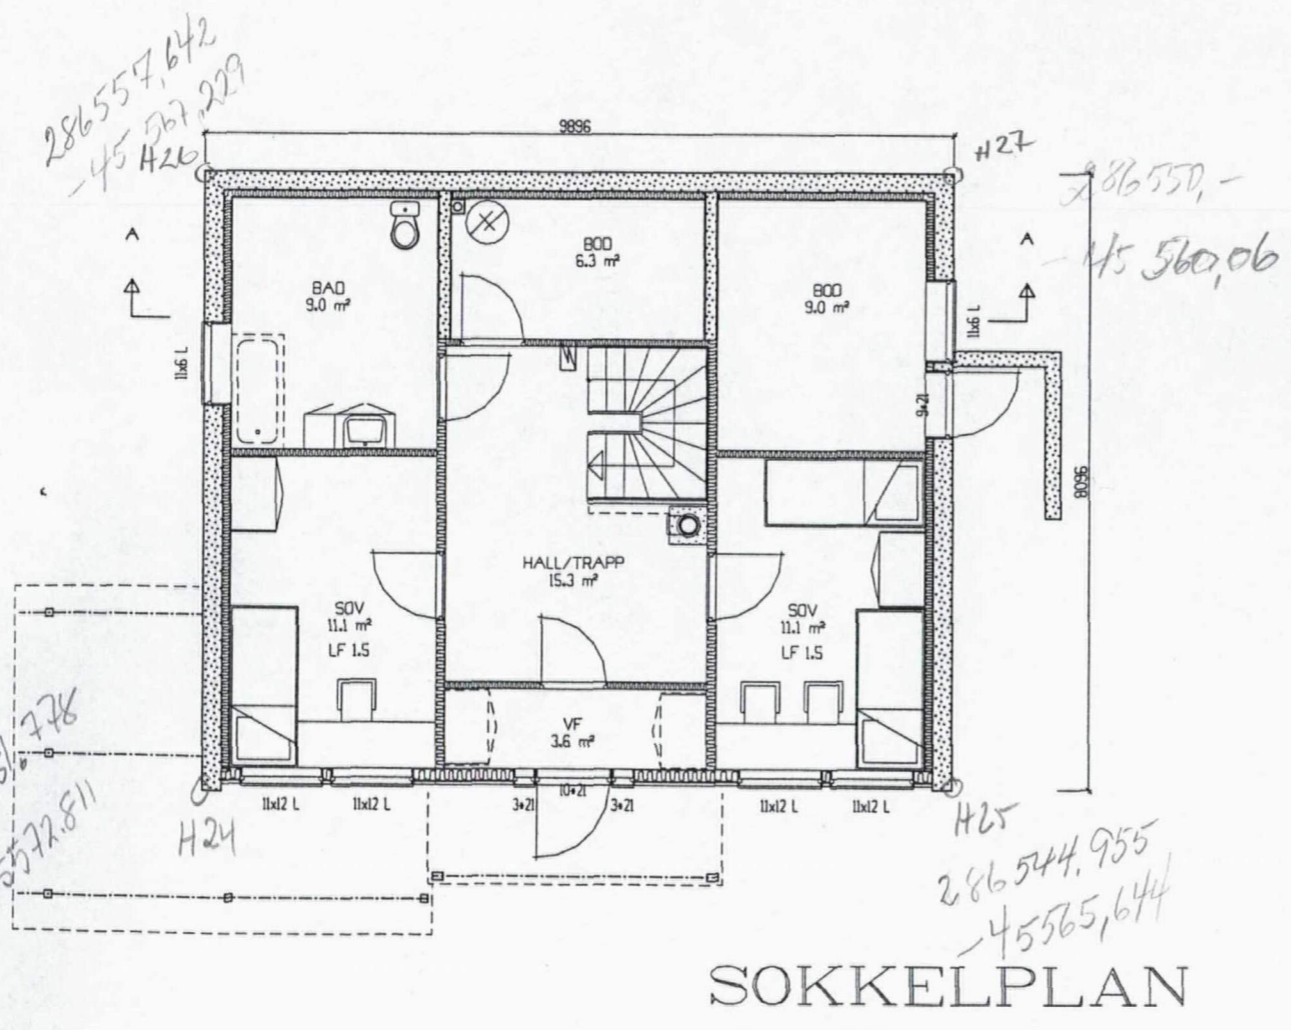 286557,642
-45 567,229
H26
9896
H27
286550,-
-45 560,06
A
A
BOD
6.3 m²
BAD
9.0 m²
BOD
9.0 m²
11x6 L
11x6 L
9*21
8096
HALL/TRAPP
15.3 m²
SOV
11.1 m²
LF 1.5
SOV
11.1 m²
LF 1.5
778
VF
3.6 m²
11x12 L
11x12 L
3*21
10*21
3*21
11x12 L
11x12 L
5572.811
H24
H25
286544,955
-45565,644
SOKKELPLAN